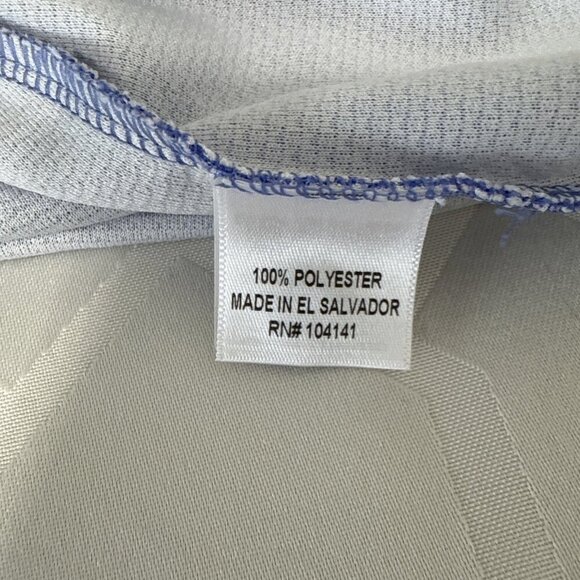 100% POLYESTER
MADE IN EL SALVADOR
RN# 104141